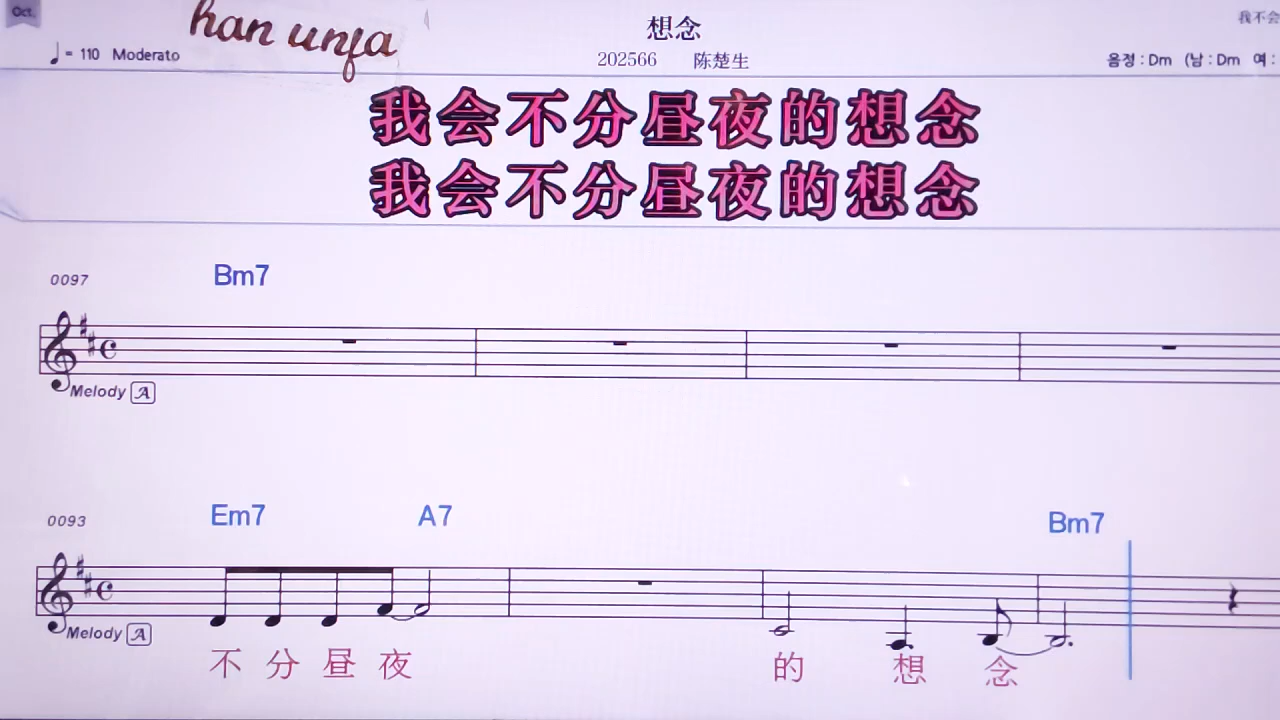 Oct.
han unfa
想念
我不会
♩= 110 Moderato
202566 陈楚生
음정 : Dm (남 : Dm 여 :
我会不分昼夜的想念
我会不分昼夜的想念
0097 Bm7
Melody A
0093 Em7 A7 Bm7
Melody A
不 分 昼 夜 的 想 念